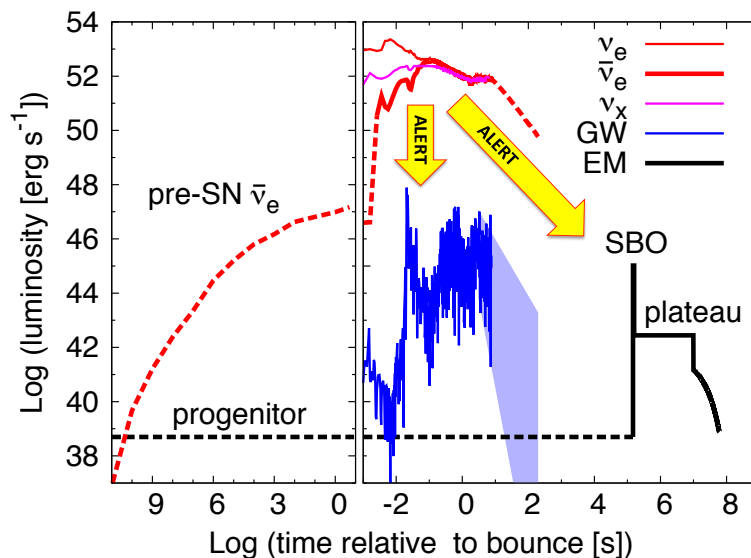 54
52
50
48
46
44
42
40
38
Log (luminosity [erg s⁻¹])
pre-SN ν̄ₑ
progenitor
νₑ
ν̄ₑ
νₓ
GW
EM
ALERT
ALERT
SBO
plateau
9 6 3 0 -2 0 2 4 6 8
Log (time relative to bounce [s])